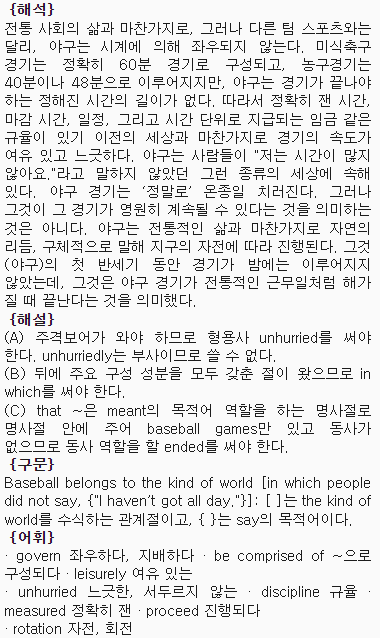 {해석}
전통 사회의 삶과 마찬가지로, 그러나 다른 팀 스포츠와는
달리, 야구는 시계에 의해 좌우되지 않는다. 미식축구
경기는 정확히 60분 경기로 구성되고, 농구경기는
40분이나 48분으로 이루어지지만, 야구는 경기가 끝나야
하는 정해진 시간의 길이가 없다. 따라서 정확히 잰 시간,
마감 시간, 일정, 그리고 시간 단위로 지급되는 임금 같은
규율이 있기 이전의 세상과 마찬가지로 경기의 속도가
여유 있고 느긋하다. 야구는 사람들이 "저는 시간이 많지
않아요."라고 말하지 않았던 그런 종류의 세상에 속해
있다. 야구 경기는 '정말로' 온종일 치러진다. 그러나
그것이 그 경기가 영원히 계속될 수 있다는 것을 의미하는
것은 아니다. 야구는 전통적인 삶과 마찬가지로 자연의
리듬, 구체적으로 말해 지구의 자전에 따라 진행된다. 그것
(야구)의 첫 반세기 동안 경기가 밤에는 이루어지지
않았는데, 그것은 야구 경기가 전통적인 근무일처럼 해가
질 때 끝난다는 것을 의미했다.
{해설}
(A) 주격보어가 와야 하므로 형용사 unhurried를 써야
한다. unhurriedly는 부사이므로 쓸 수 없다.
(B) 뒤에 주요 구성 성분을 모두 갖춘 절이 왔으므로 in
which를 써야 한다.
(C) that ~은 meant의 목적어 역할을 하는 명사절로
명사절 안에 주어 baseball games만 있고 동사가
없으므로 동사 역할을 할 ended를 써야 한다.
{구문}
Baseball belongs to the kind of world [in which people
did not say, {"I haven't got all day."}]: [ ]는 the kind of
world를 수식하는 관계절이고, { }는 say의 목적어이다.
{어휘}
· govern 좌우하다, 지배하다 · be comprised of ~으로
구성되다 · leisurely 여유 있는
· unhurried 느긋한, 서두르지 않는 · discipline 규율 ·
measured 정확히 잰 · proceed 진행되다
· rotation 자전, 회전